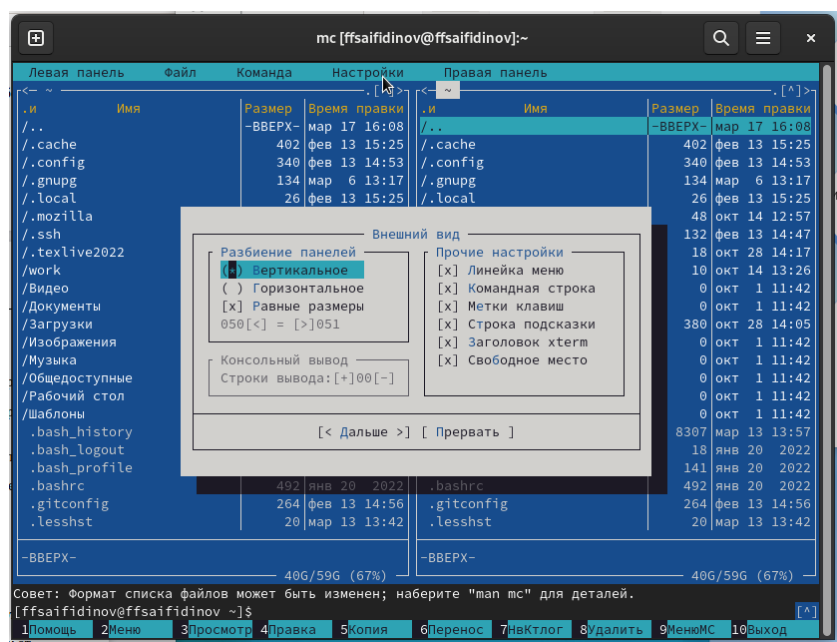 mc [ffsaifidinov@ffsaifidinov]:~
Левая панель Файл Команда Настройки Правая панель
<— ~ .[^]> <— ~ .[^]>
.и Имя Размер Время правки .и Имя Размер Время правки
/.. -ВВЕРХ- мар 17 16:08 /.. -ВВЕРХ- мар 17 16:08
/.cache 402 фев 13 15:25 /.cache 402 фев 13 15:25
/.config 340 фев 13 14:53 /.config 340 фев 13 14:53
/.gnupg 134 мар 6 13:17 /.gnupg 134 мар 6 13:17
/.local 26 фев 13 15:25 /.local 26 фев 13 15:25
/.mozilla 48 окт 14 12:57
/.ssh Внешний вид 132 фев 13 14:47
/.texlive2022 Разбиение панелей Прочие настройки 18 окт 28 14:17
/work (*) Вертикальное [x] Линейка меню 10 окт 14 13:26
/Видео ( ) Горизонтальное [x] Командная строка 0 окт 1 11:42
/Документы [x] Равные размеры [x] Метки клавиш 0 окт 1 11:42
/Загрузки 050[<] = [>]051 [x] Строка подсказки 380 окт 28 14:05
/Изображения [x] Заголовок xterm 0 окт 1 11:42
/Музыка Консольный вывод [x] Свободное место 0 окт 1 11:42
/Общедоступные Строки вывода:[+]00[-] 0 окт 1 11:42
/Рабочий стол 0 окт 1 11:42
/Шаблоны 0 окт 1 11:42
.bash_history [< Дальше >] [ Прервать ] 8307 мар 13 13:57
.bash_logout 18 янв 20 2022
.bash_profile 141 янв 20 2022
.bashrc 492 янв 20 2022 .bashrc 492 янв 20 2022
.gitconfig 264 фев 13 14:56 .gitconfig 264 фев 13 14:56
.lesshst 20 мар 13 13:42 .lesshst 20 мар 13 13:42
-ВВЕРХ- -ВВЕРХ-
40G/59G (67%) 40G/59G (67%)
Совет: Формат списка файлов может быть изменен; наберите "man mc" для деталей.
[ffsaifidinov@ffsaifidinov ~]$ [^]
1Помощь 2Меню 3Просмотр 4Правка 5Копия 6Перенос 7НвКтлог 8Удалить 9МенюMC 10Выход